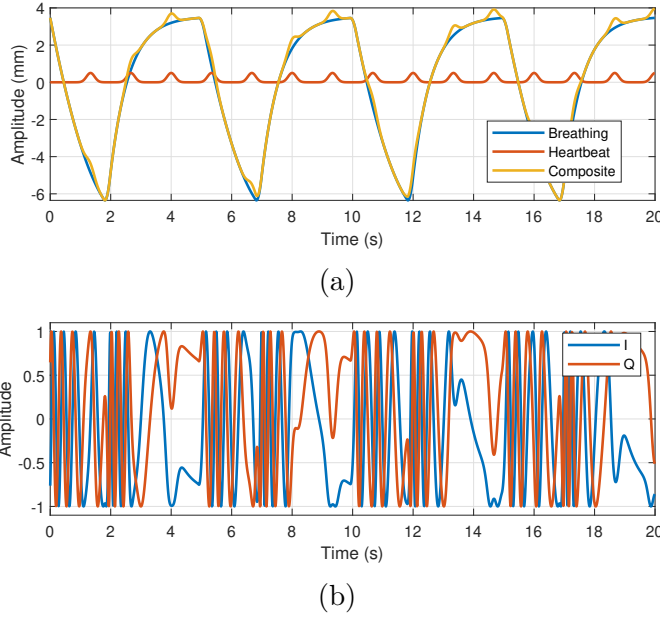 4
2
0
-2
-4
-6
Amplitude (mm)
Breathing
Heartbeat
Composite
0 2 4 6 8 10 12 14 16 18 20
Time (s)
(a)
1
0.5
0
-0.5
-1
Amplitude
I
Q
0 2 4 6 8 10 12 14 16 18 20
Time (s)
(b)